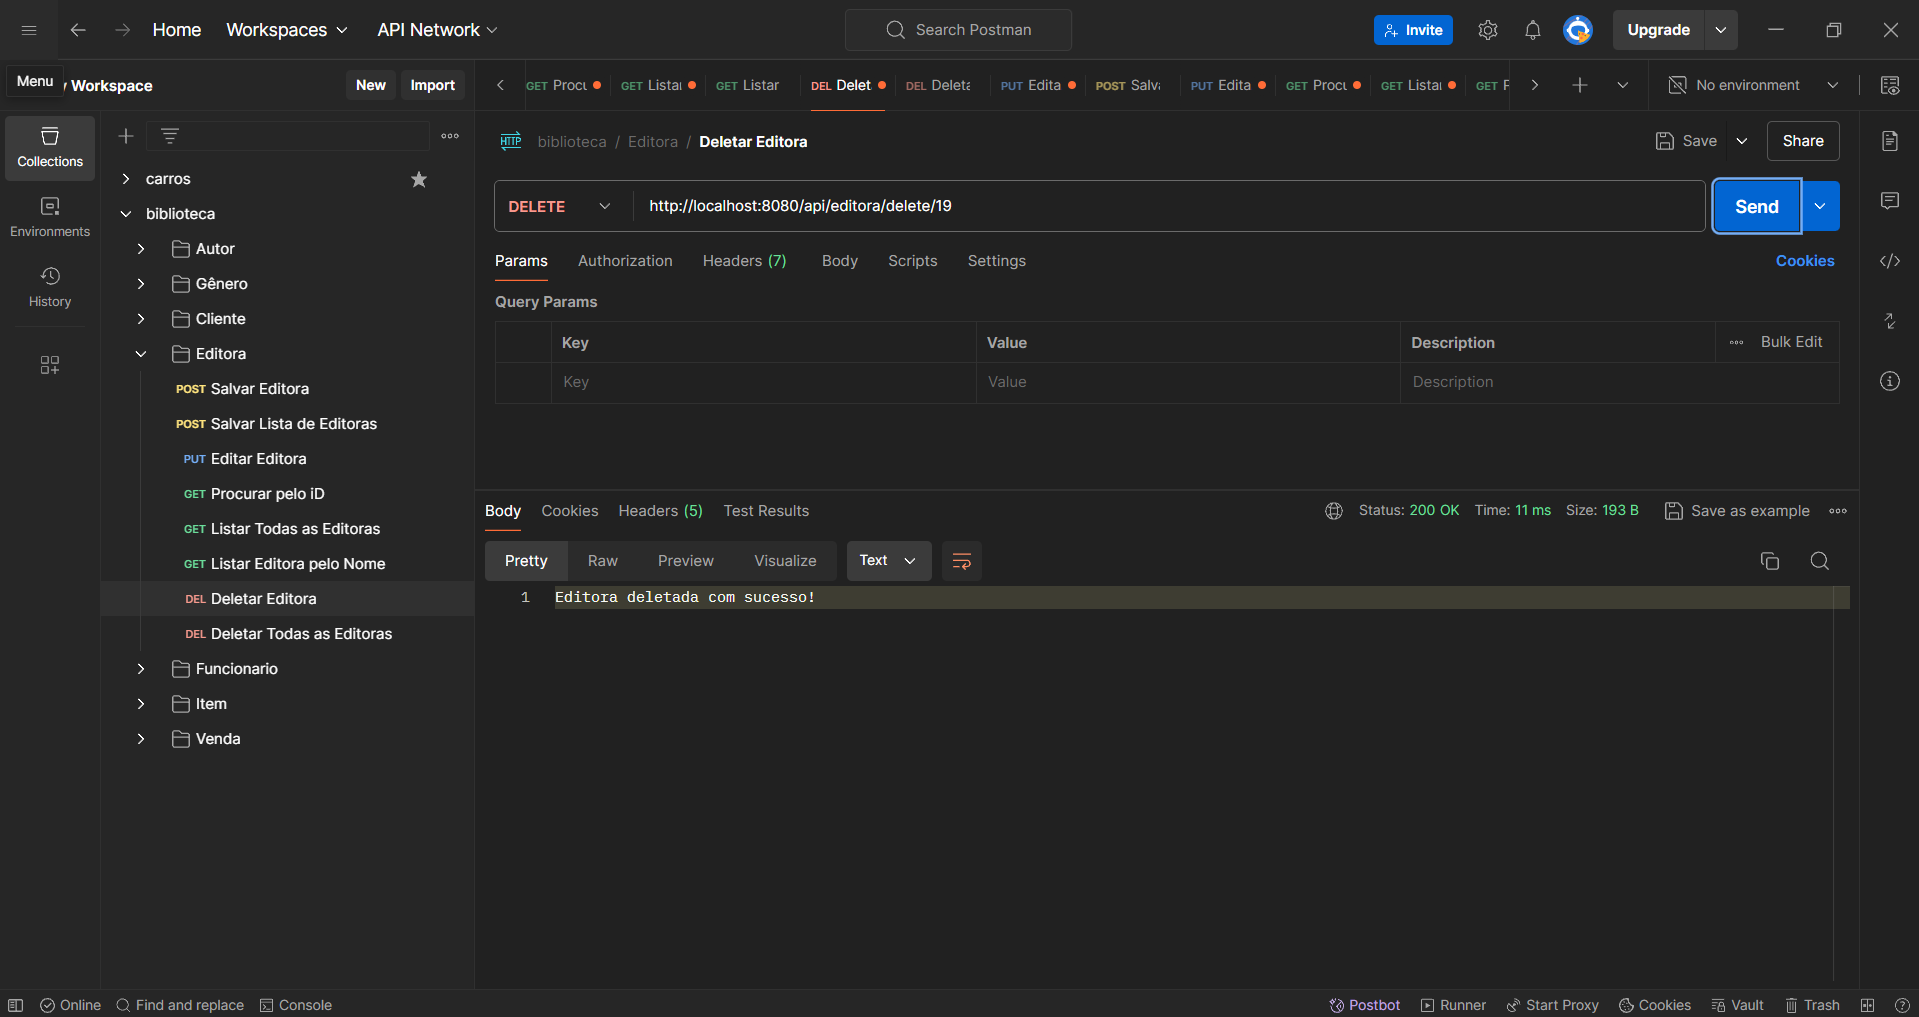 Home
Workspaces
API Network
Search Postman
Invite
Upgrade
Menu
Workspace
New
Import
GET Procu
GET Lista
GET Listar
DEL Delet
DEL Deleta
PUT Edita
POST Salv
PUT Edita
GET Procu
GET Lista
GET
No environment
Collections
Environments
History
carros
biblioteca
Autor
Gênero
Cliente
Editora
POST Salvar Editora
POST Salvar Lista de Editoras
PUT Editar Editora
GET Procurar pelo iD
GET Listar Todas as Editoras
GET Listar Editora pelo Nome
DEL Deletar Editora
DEL Deletar Todas as Editoras
Funcionario
Item
Venda
HTTP biblioteca / Editora / Deletar Editora
Save
Share
DELETE
http://localhost:8080/api/editora/delete/19
Send
Params Authorization Headers (7) Body Scripts Settings
Cookies
Query Params
Key Value Description Bulk Edit
Key Value Description
Body Cookies Headers (5) Test Results
Status: 200 OK Time: 11 ms Size: 193 B
Save as example
Pretty Raw Preview Visualize Text
1 Editora deletada com sucesso!
Online Find and replace Console
Postbot Runner Start Proxy Cookies Vault Trash